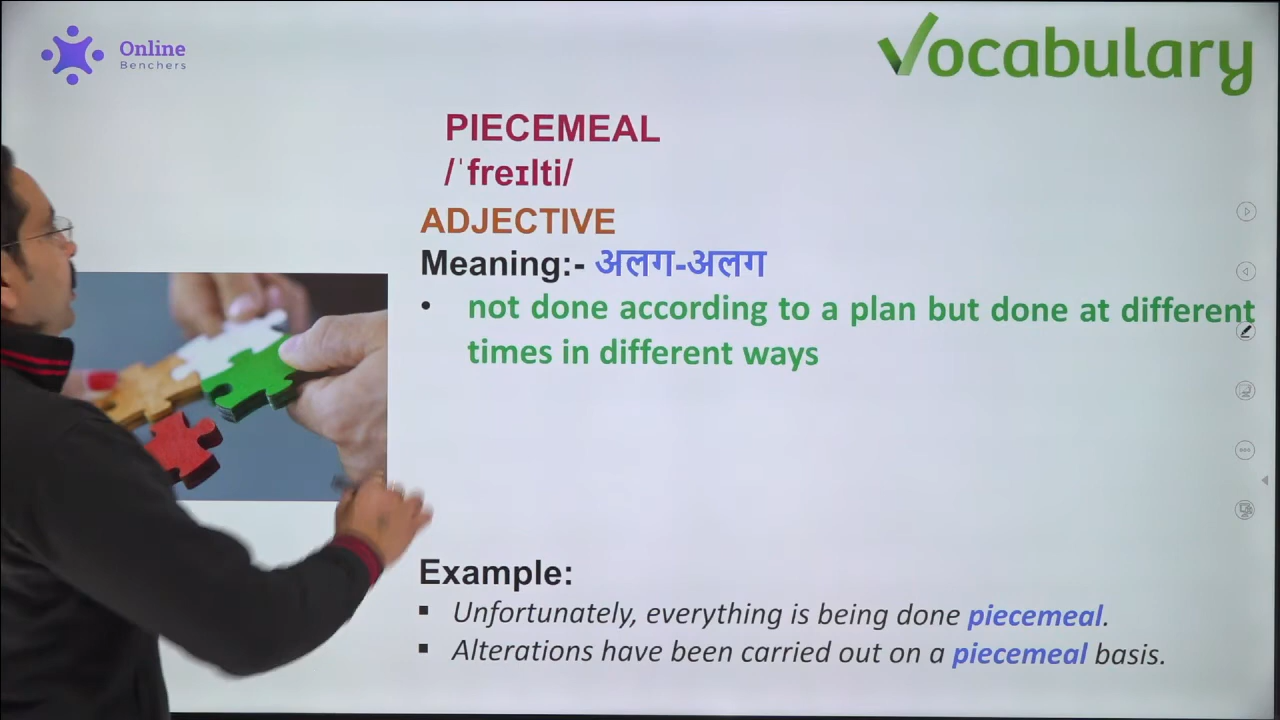 Online
Benchers
Vocabulary
PIECEMEAL
/ˈfreɪlti/
ADJECTIVE
Meaning:- अलग-अलग
• not done according to a plan but done at different
times in different ways
Example:
▪ Unfortunately, everything is being done piecemeal.
▪ Alterations have been carried out on a piecemeal basis.